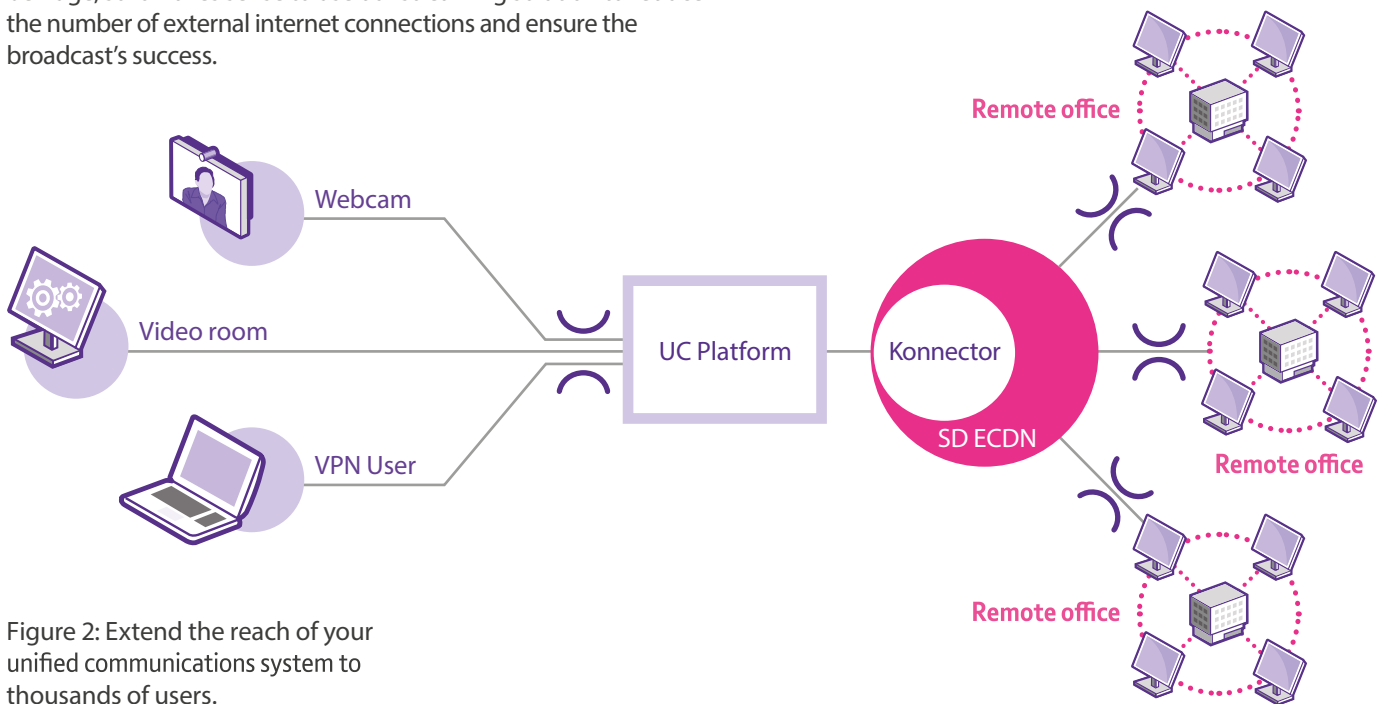 the number of external internet connections and ensure the
broadcast's success.
Remote office
Webcam
Video room
UC Platform
Konnector
SD ECDN
VPN User
Remote office
Remote office
Figure 2: Extend the reach of your
unified communications system to
thousands of users.